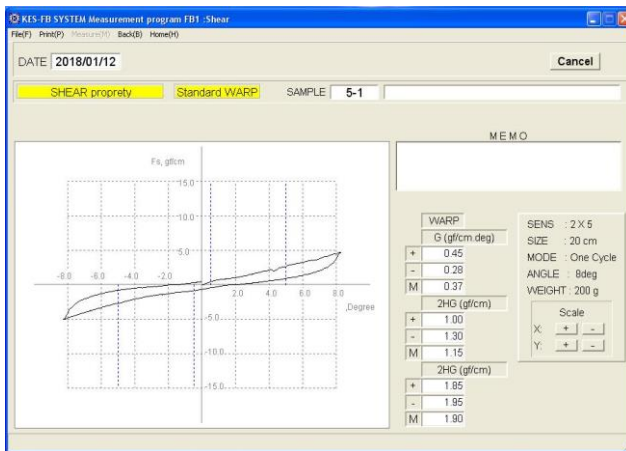 KES-FB SYSTEM Measurement program FB1 :Shear
File(F) Print(P) Measure(M) Back(B) Home(H)
DATE 2018/01/12 Cancel
SHEAR proprety Standard WARP SAMPLE 5-1
MEMO
Fs, gf/cm
15.0
5.0
-8.0 -6.0 -4.0 -2.0
2.0 4.0 6.0 8.0
,Degree
-5.0
-10.0
-15.0
WARP
G (gf/cm.deg)
+ 0.45
- 0.28
M 0.37
2HG (gf/cm)
+ 1.00
- 1.30
M 1.15
2HG (gf/cm)
+ 1.85
- 1.95
M 1.90
SENS : 2 X 5
SIZE : 20 cm
MODE : One Cycle
ANGLE : 8deg
WEIGHT : 200 g
Scale
X: + -
Y: + -